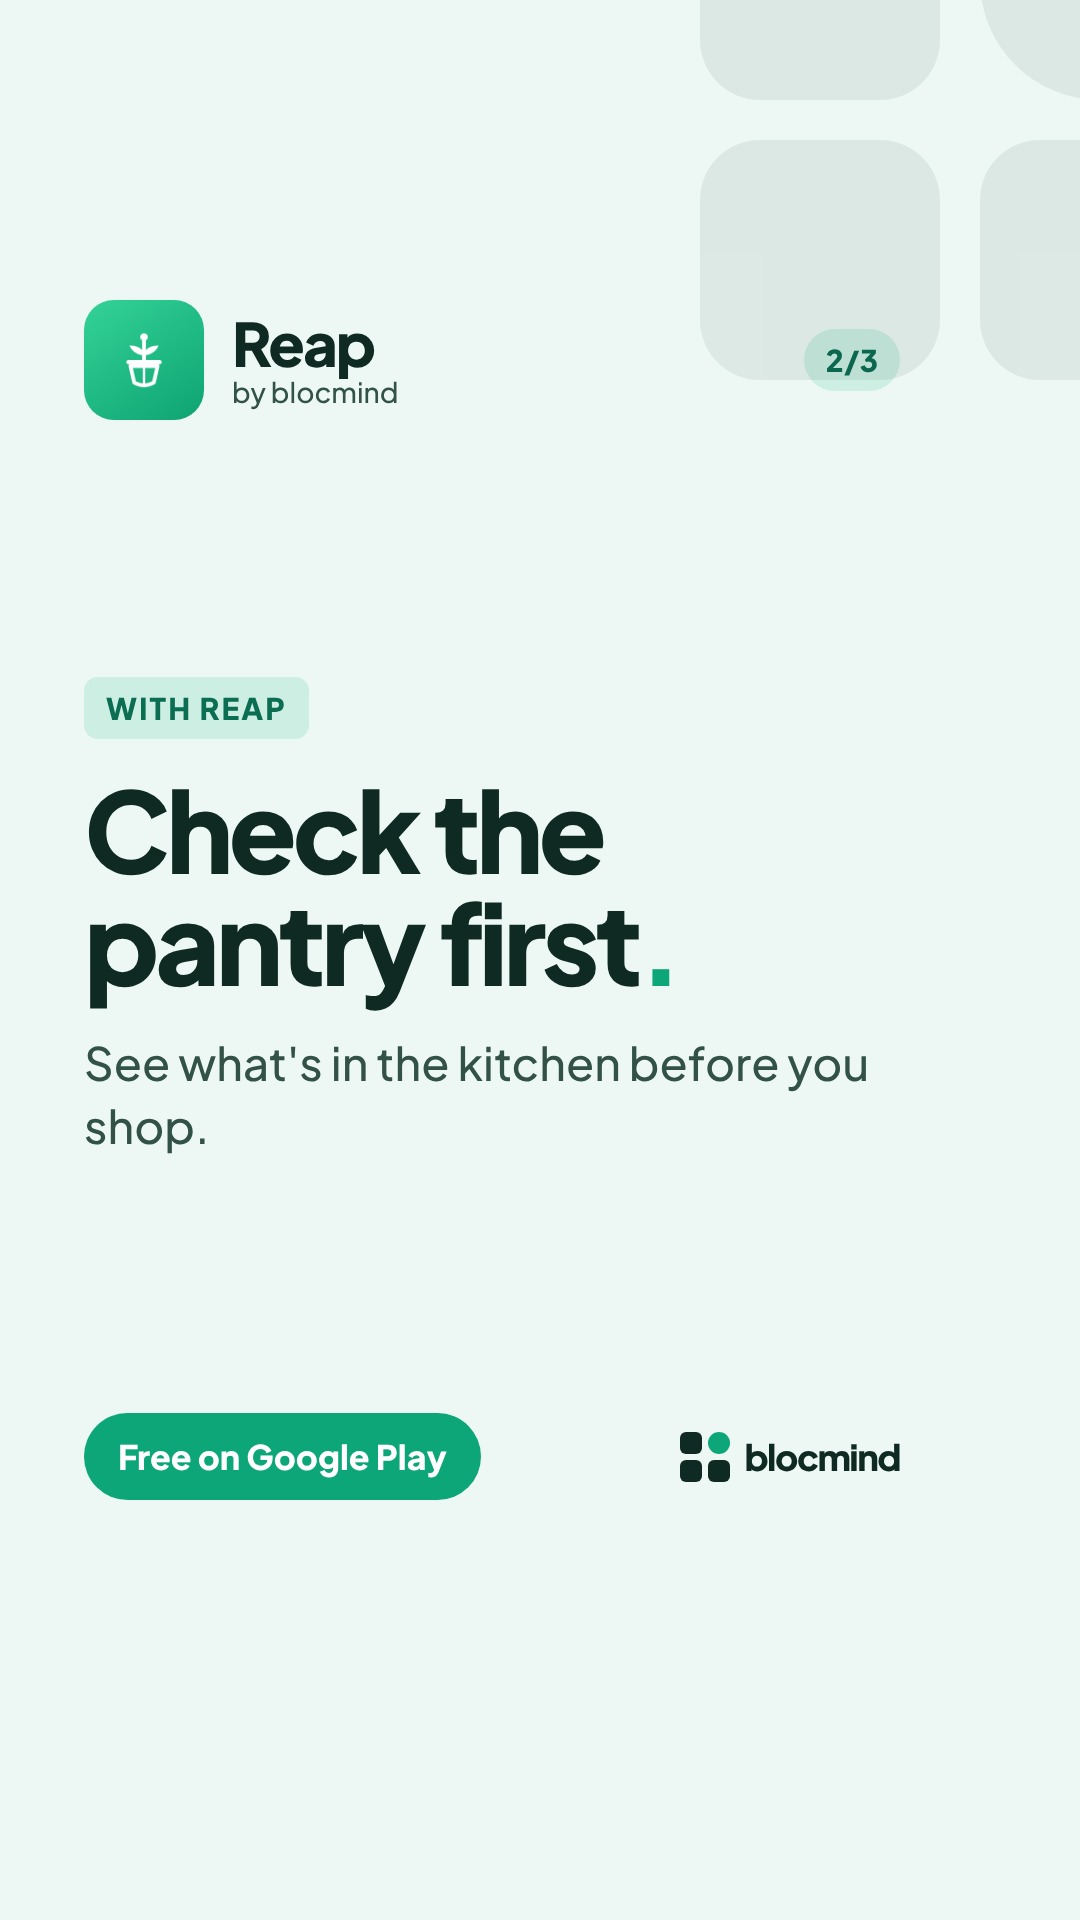 Reap
by blocmind
2/3
WITH REAP
Check the
pantry first.
See what's in the kitchen before you
shop.
Free on Google Play
blocmind